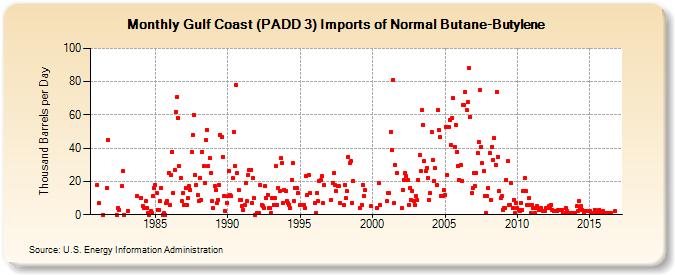 Monthly Gulf Coast (PADD 3) Imports of Normal Butane-Butylene
Thousand Barrels per Day
100
80
60
40
20
0
1985 1990 1995 2000 2005 2010 2015
Source: U.S. Energy Information Administration